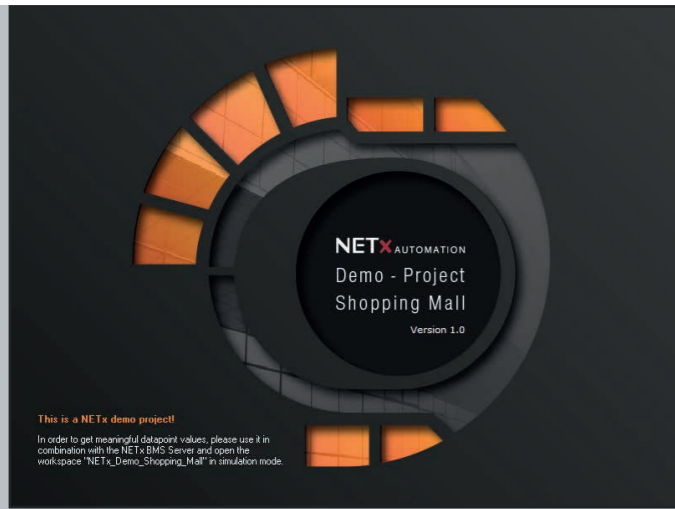 NETX AUTOMATION
Demo - Project
Shopping Mall
Version 1.0
This is a NETx demo project!
In order to get meaningful datapoint values, please use it in
combination with the NETx BMS Server and open the
workspace "NETx_Demo_Shopping_Mall" in simulation mode.